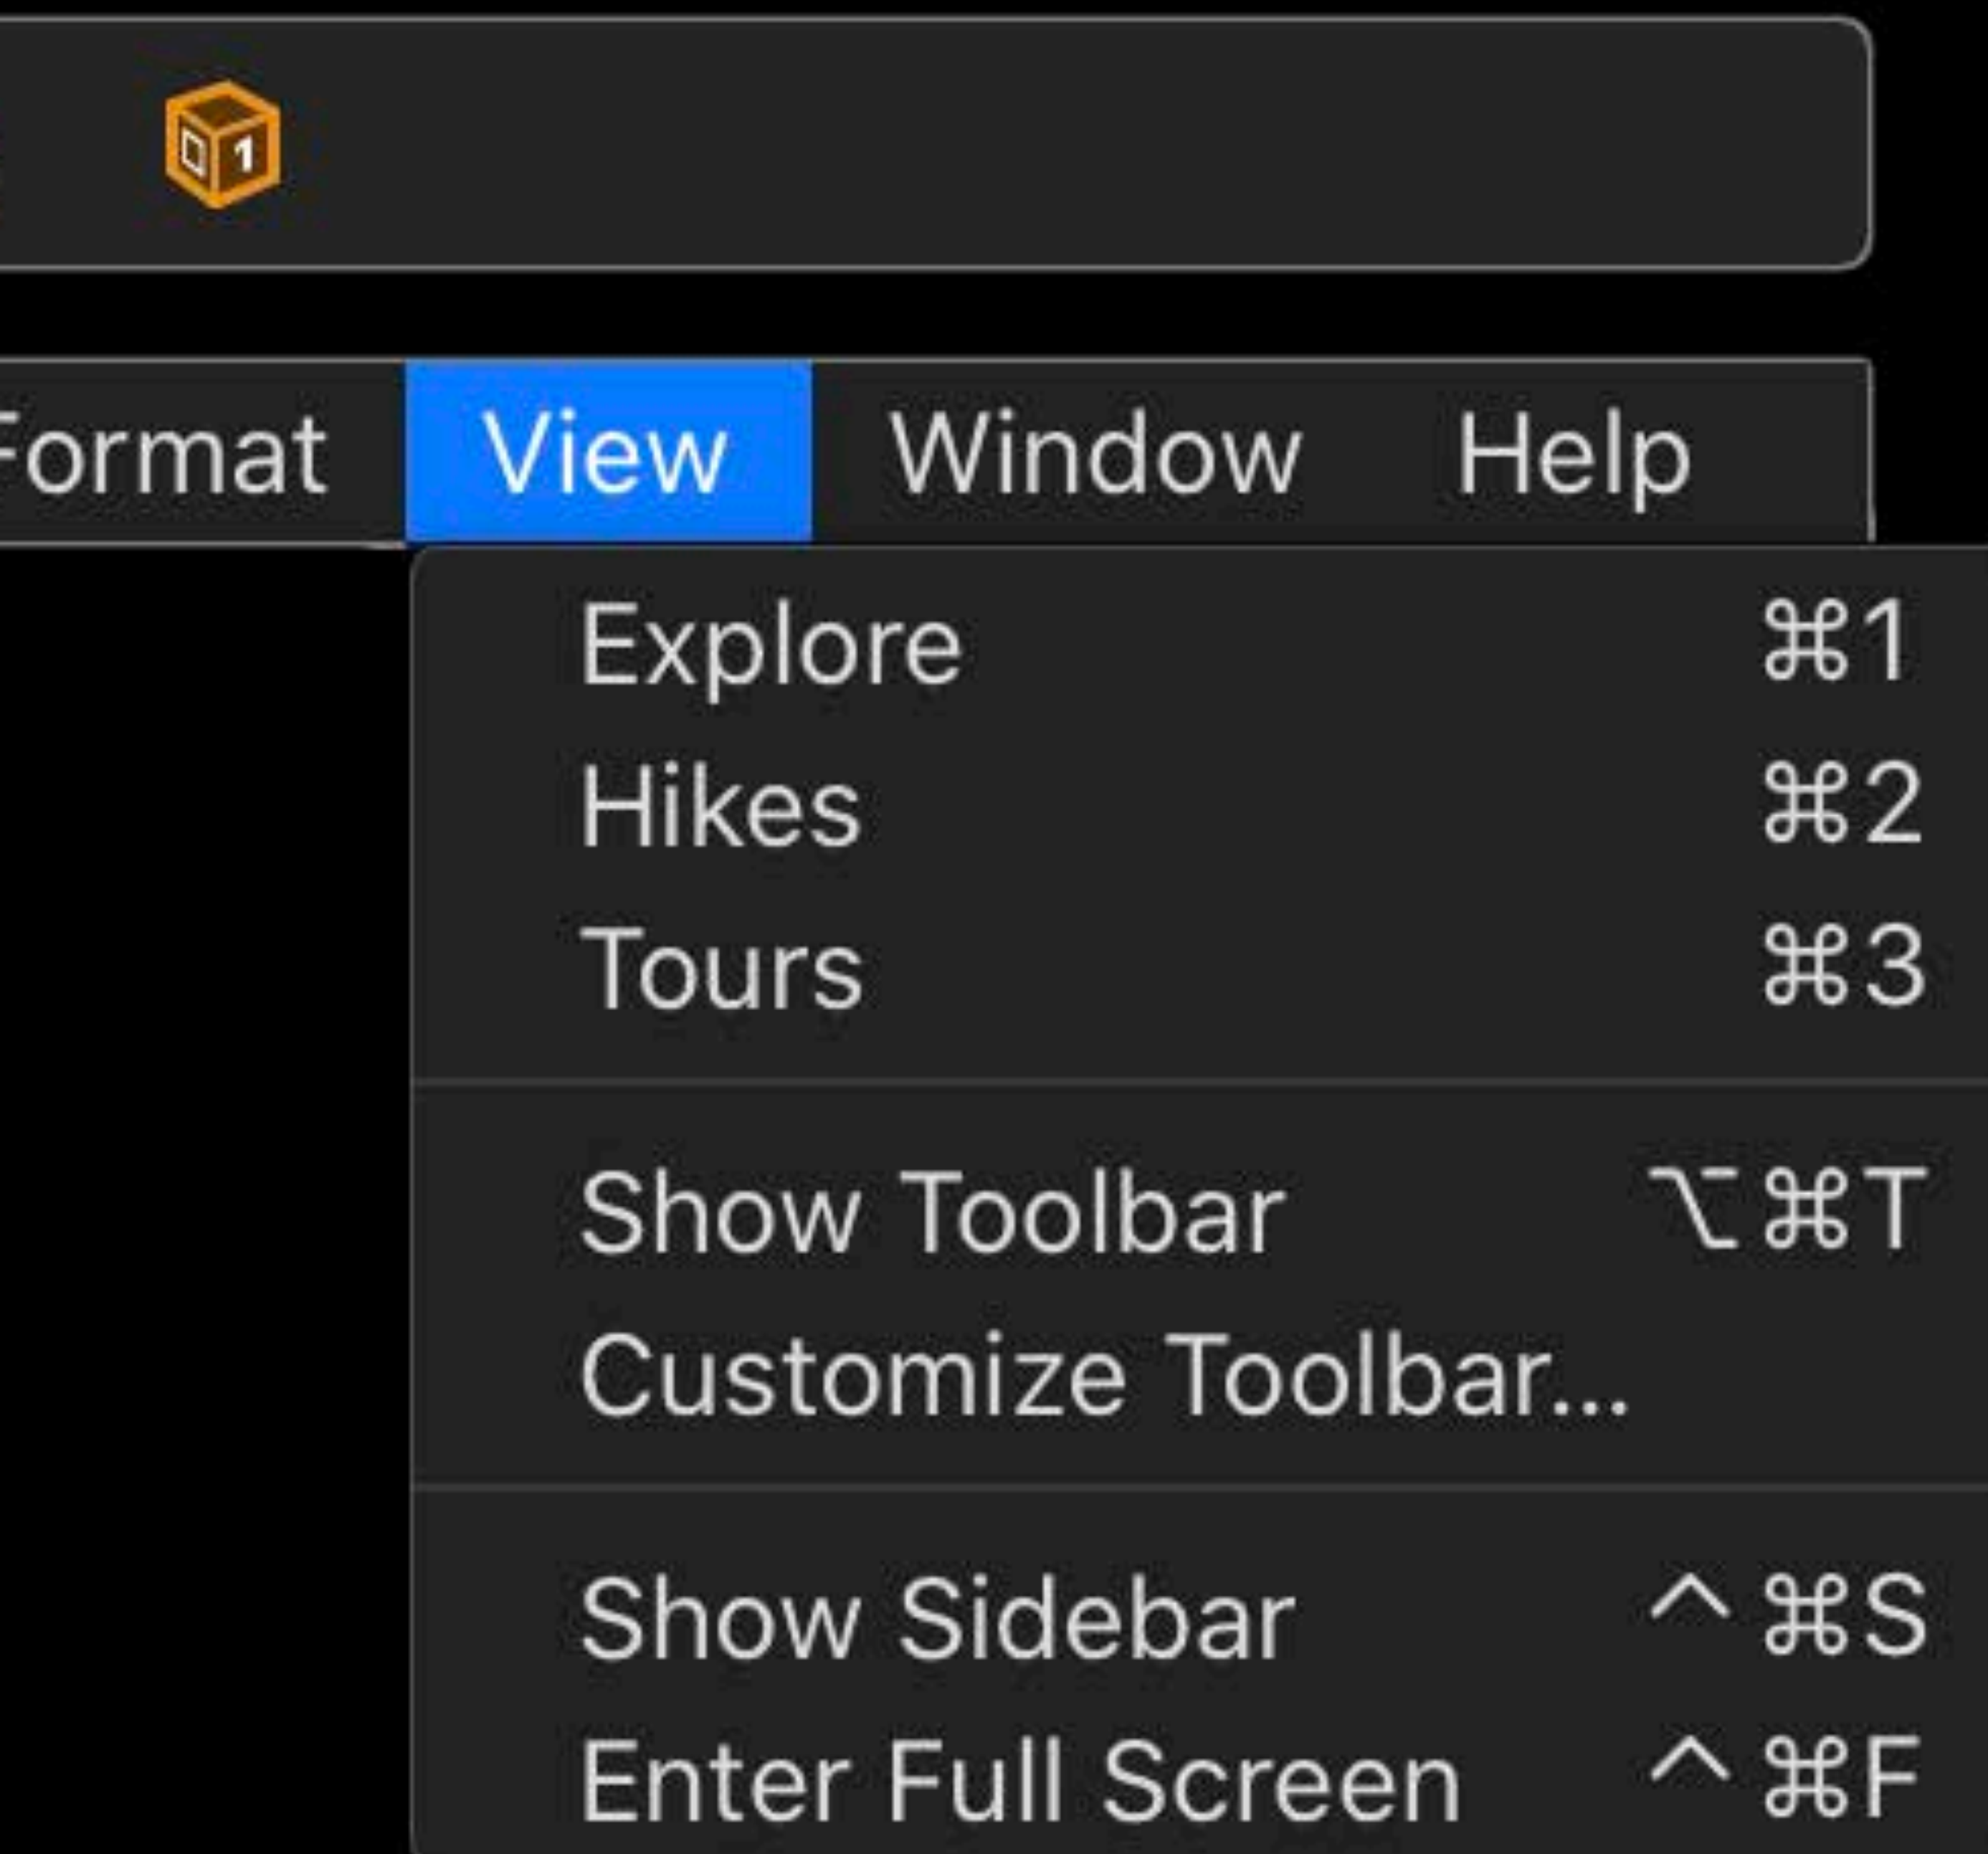 0 1
Format View Window Help
Explore ⌘1
Hikes ⌘2
Tours ⌘3
Show Toolbar ⌥⌘T
Customize Toolbar...
Show Sidebar ^⌘S
Enter Full Screen ^⌘F